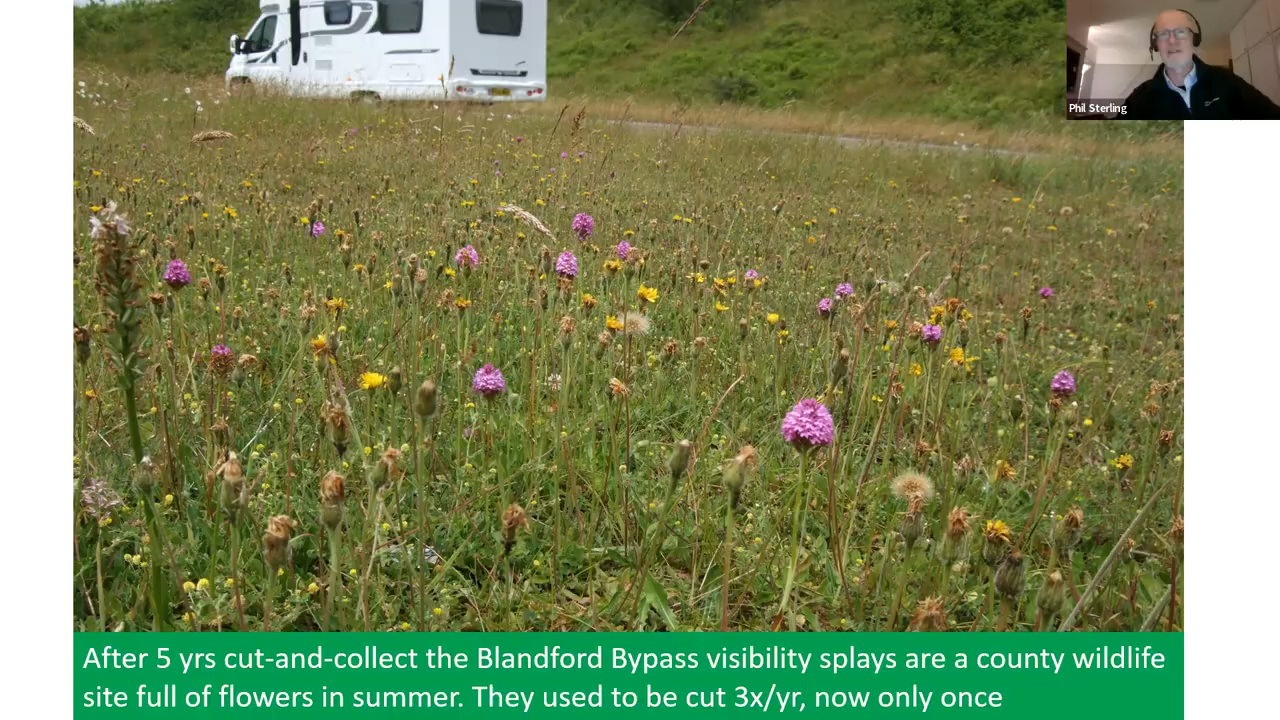 Phil Sterling
After 5 yrs cut-and-collect the Blandford Bypass visibility splays are a county wildlife
site full of flowers in summer. They used to be cut 3x/yr, now only once